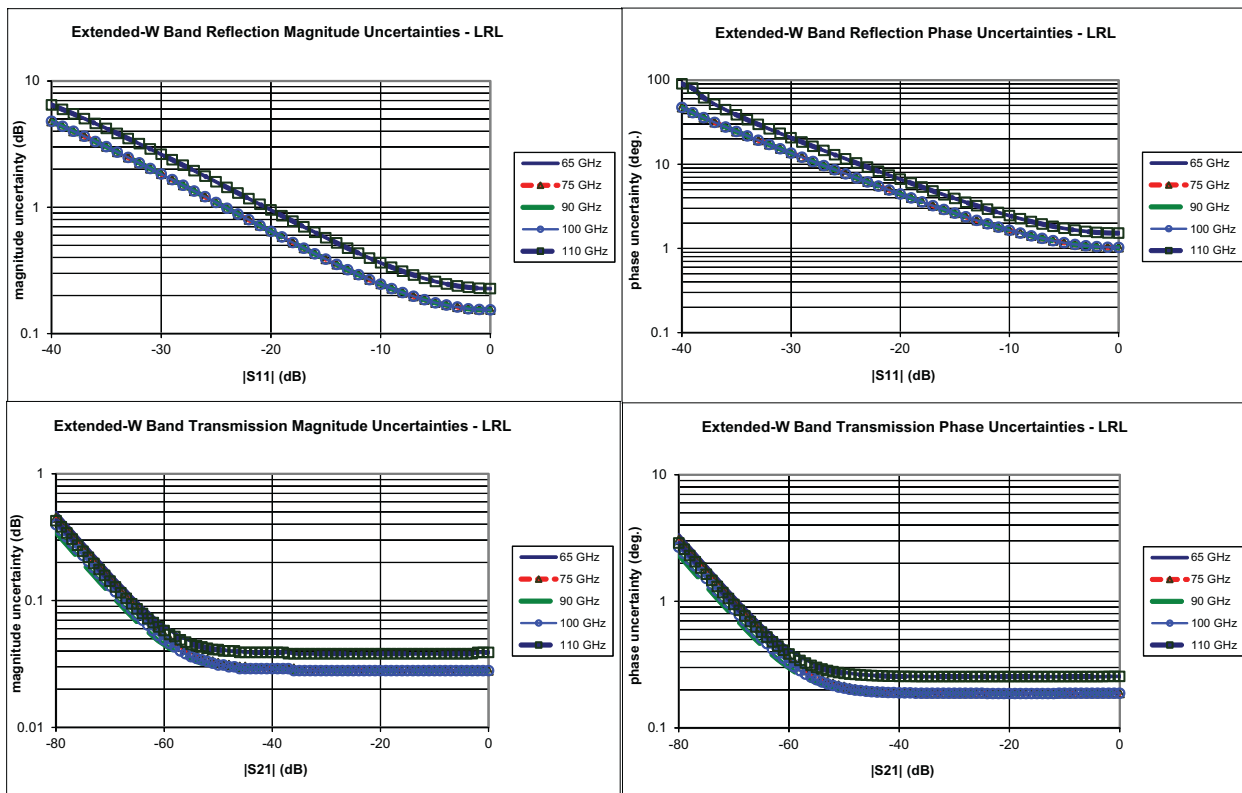 Extended-W Band Reflection Magnitude Uncertainties - LRL
magnitude uncertainty (dB)
10
1
0.1
-40
-30
-20
-10
0
|S11| (dB)
65 GHz
75 GHz
90 GHz
100 GHz
110 GHz
Extended-W Band Reflection Phase Uncertainties - LRL
phase uncertainty (deg.)
100
10
1
0.1
-40
-30
-20
-10
0
|S11| (dB)
65 GHz
75 GHz
90 GHz
100 GHz
110 GHz
Extended-W Band Transmission Magnitude Uncertainties - LRL
magnitude uncertainty (dB)
1
0.1
0.01
-80
-60
-40
-20
0
|S21| (dB)
65 GHz
75 GHz
90 GHz
100 GHz
110 GHz
Extended-W Band Transmission Phase Uncertainties - LRL
phase uncertainty (deg.)
10
1
0.1
-80
-60
-40
-20
0
|S21| (dB)
65 GHz
75 GHz
90 GHz
100 GHz
110 GHz